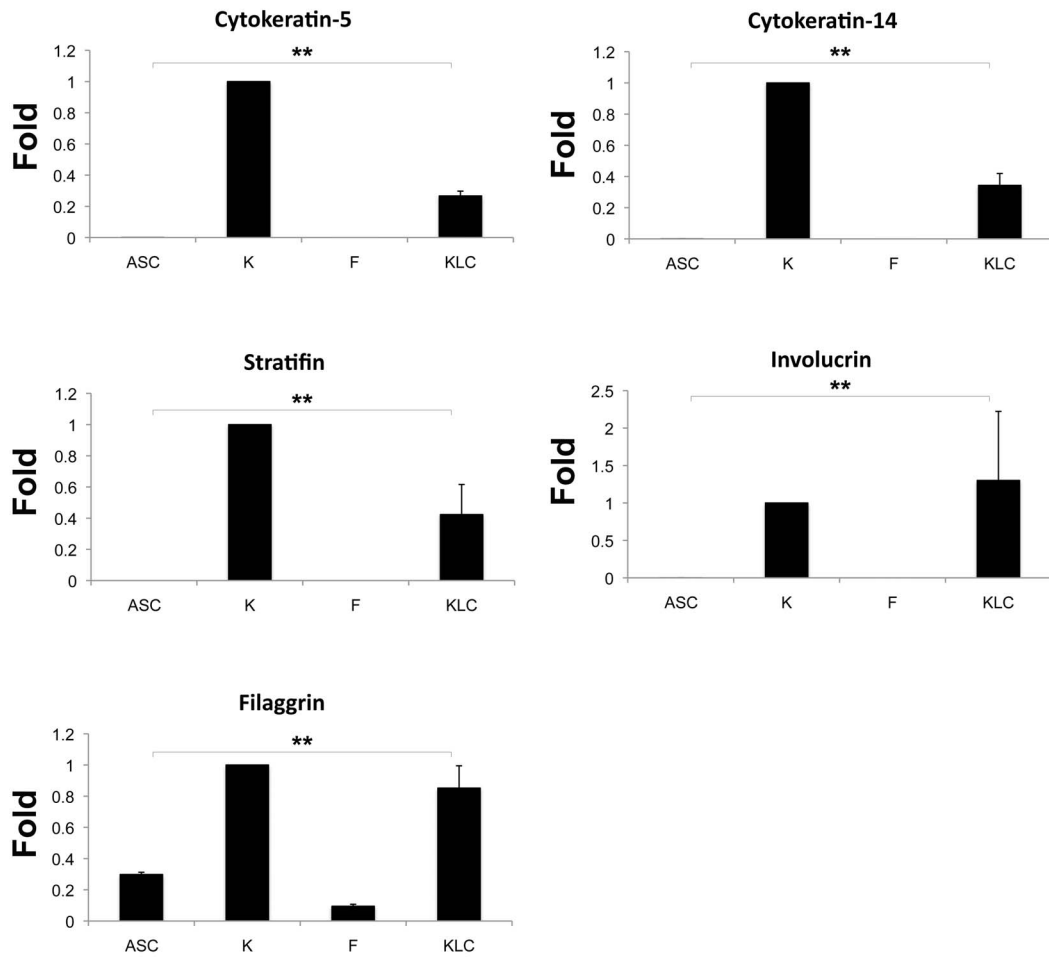 Cytokeratin-5
**
Fold
1.2
1
0.8
0.6
0.4
0.2
0
ASC K F KLC
Cytokeratin-14
**
Fold
1.2
1
0.8
0.6
0.4
0.2
0
ASC K F KLC
Stratifin
**
Fold
1.2
1
0.8
0.6
0.4
0.2
0
ASC K F KLC
Involucrin
**
Fold
2.5
2
1.5
1
0.5
0
ASC K F KLC
Filaggrin
**
Fold
1.2
1
0.8
0.6
0.4
0.2
0
ASC K F KLC